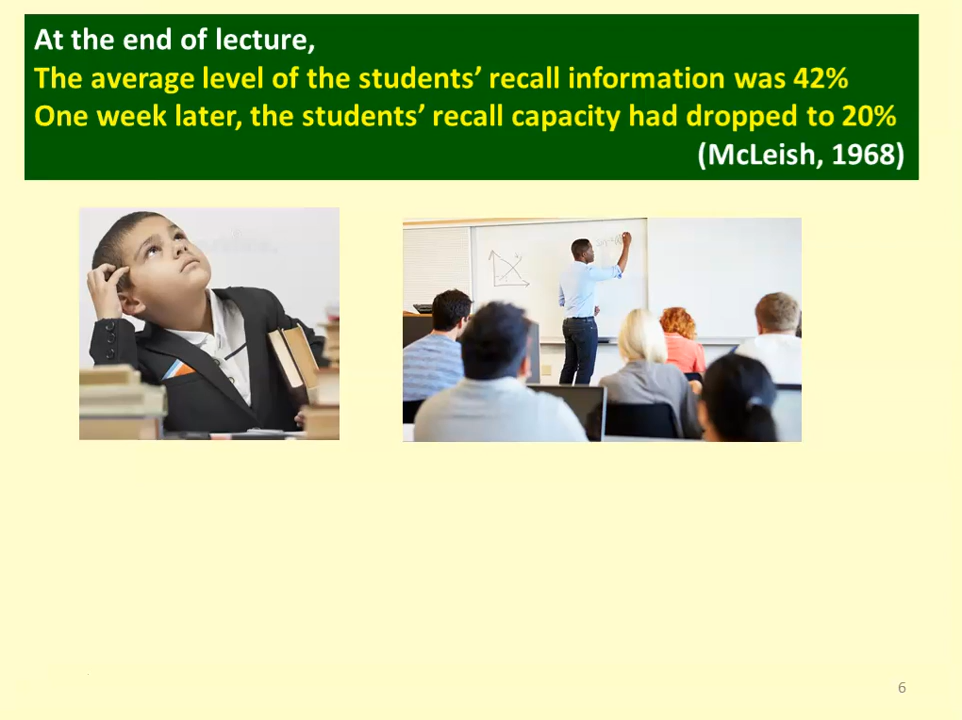 At the end of lecture,
The average level of the students’ recall information was 42%
One week later, the students’ recall capacity had dropped to 20%
(McLeish, 1968)
6